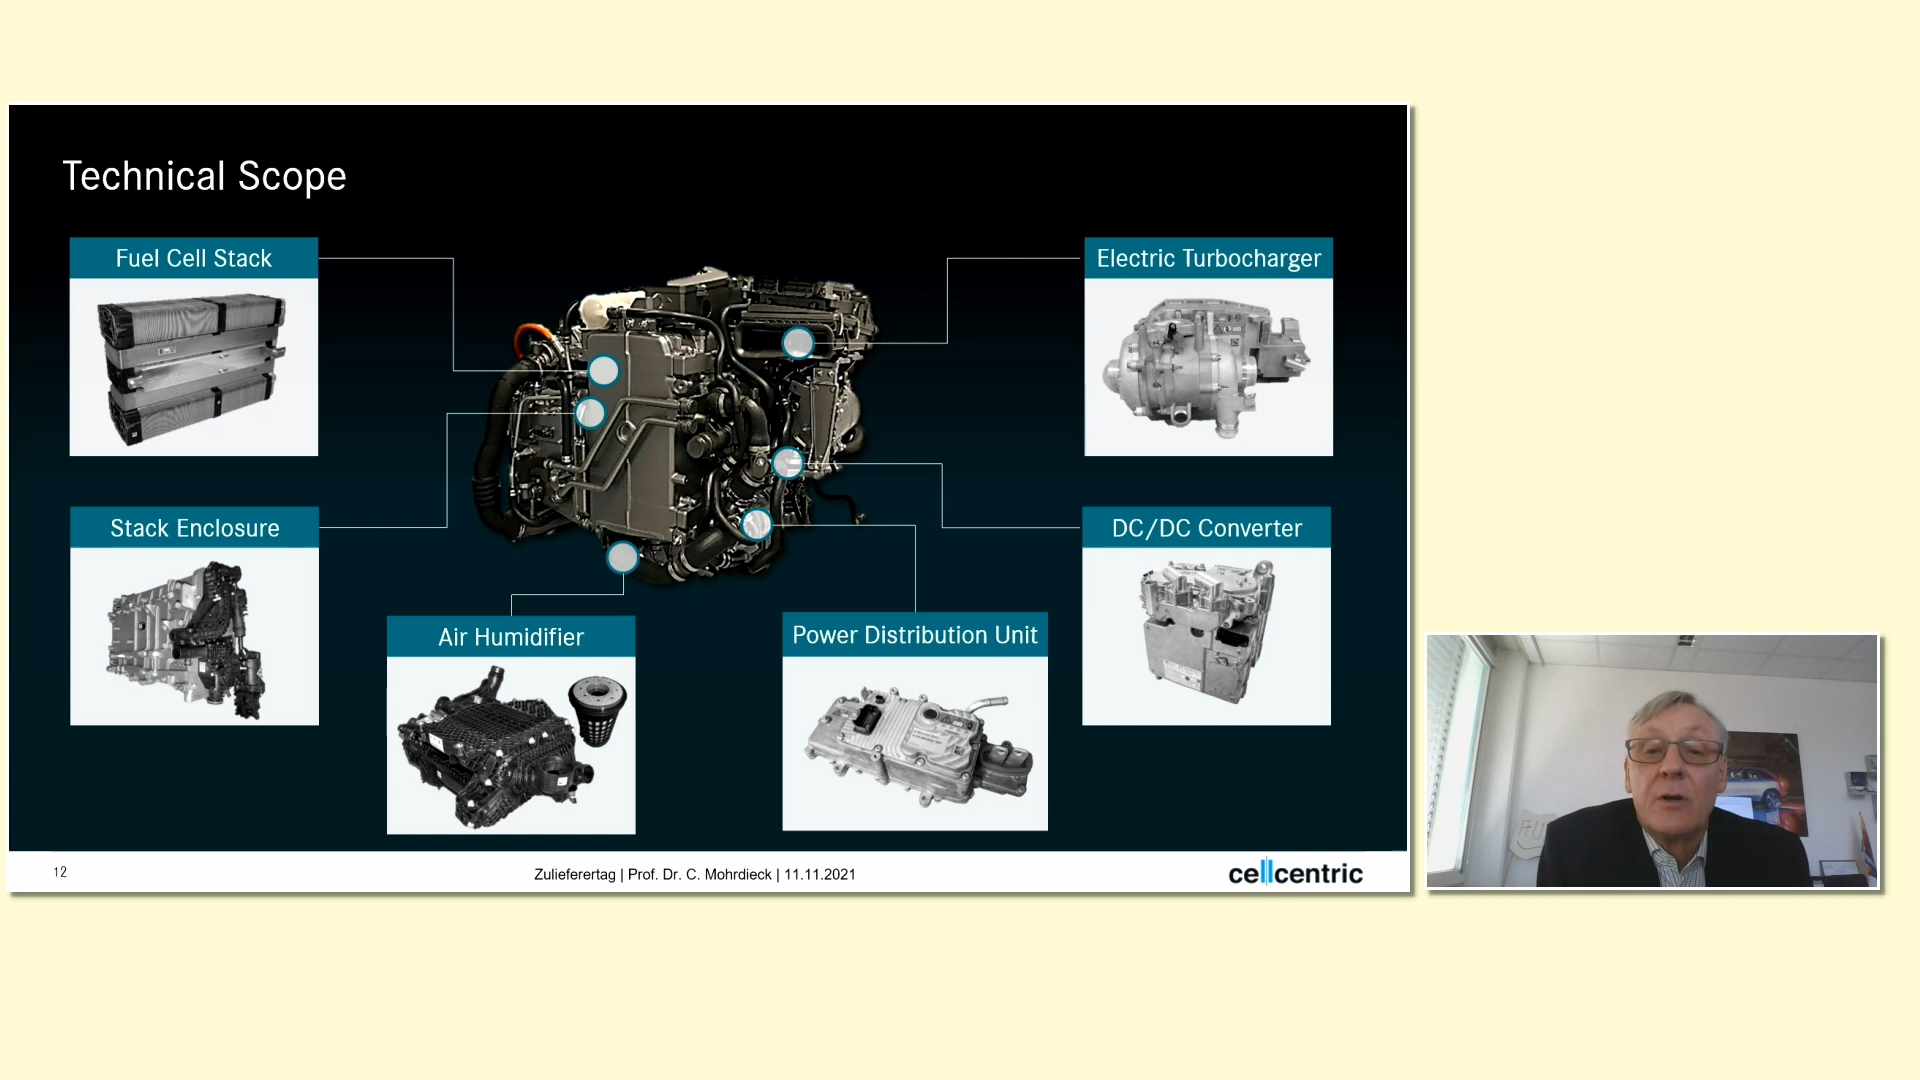 Technical Scope
Fuel Cell Stack
Electric Turbocharger
Stack Enclosure
DC/DC Converter
Air Humidifier
Power Distribution Unit
12
Zulieferertag | Prof. Dr. C. Mohrdieck | 11.11.2021
cellcentric